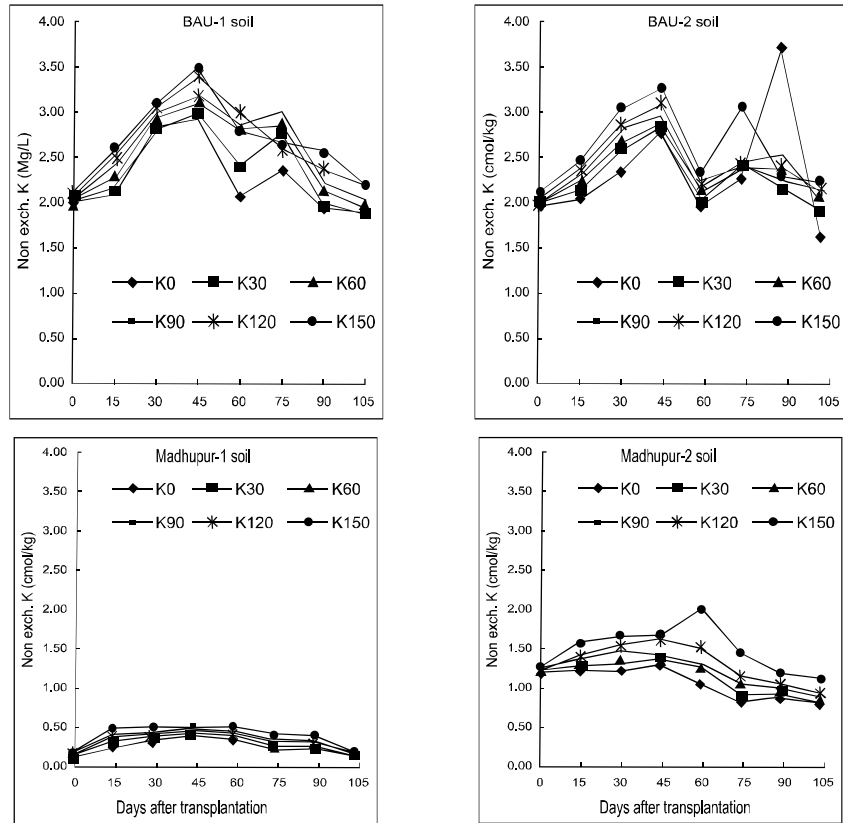 BAU-1 soil
4.00
3.50
3.00
2.50
2.00
1.50
1.00
0.50
0.00
Non exch. K (Mg/L)
K0 K30 K60
K90 K120 K150
0 15 30 45 60 75 90 105
BAU-2 soil
4.00
3.50
3.00
2.50
2.00
1.50
1.00
0.50
0.00
Non exch. K (cmol/kg)
K0 K30 K60
K90 K120 K150
0 15 30 45 60 75 90 105
Madhupur-1 soil
4.00
3.50
3.00
2.50
2.00
1.50
1.00
0.50
0.00
Non exch. K (cmol/kg)
K0 K30 K60
K90 K120 K150
0 15 30 45 60 75 90 105
Days after transplantation
Madhupur-2 soil
4.00
3.50
3.00
2.50
2.00
1.50
1.00
0.50
0.00
Non exch. K (cmol/kg)
K0 K30 K60
K90 K120 K150
0 15 30 45 60 75 90 105
Days after transplantation